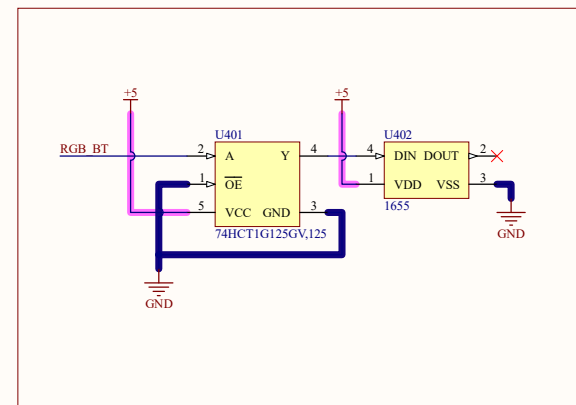 +5
+5
U401
U402
RGB_BT
2
A
Y
4
4
DIN
DOUT
2
1
OE
1
VDD
VSS
3
5
VCC
GND
3
1655
74HCT1G125GV,125
GND
GND